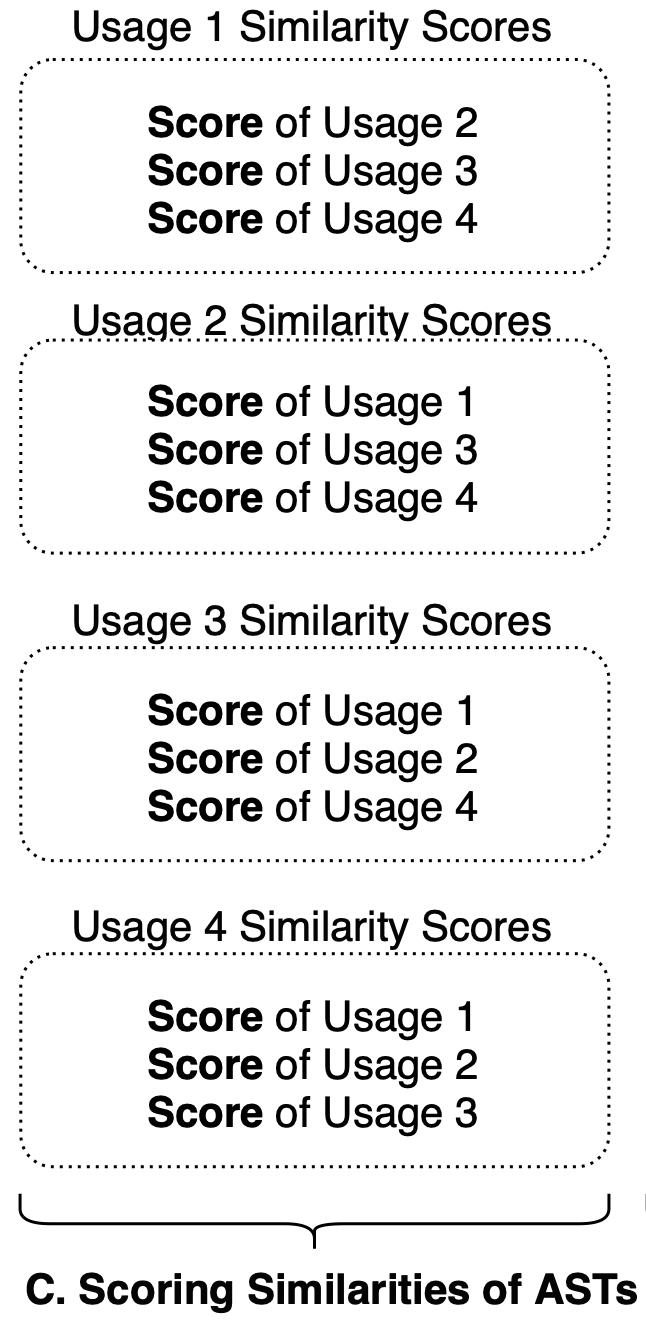 Usage 1 Similarity Scores
Score of Usage 2
Score of Usage 3
Score of Usage 4
Usage 2 Similarity Scores
Score of Usage 1
Score of Usage 3
Score of Usage 4
Usage 3 Similarity Scores
Score of Usage 1
Score of Usage 2
Score of Usage 4
Usage 4 Similarity Scores
Score of Usage 1
Score of Usage 2
Score of Usage 3
C. Scoring Similarities of ASTs